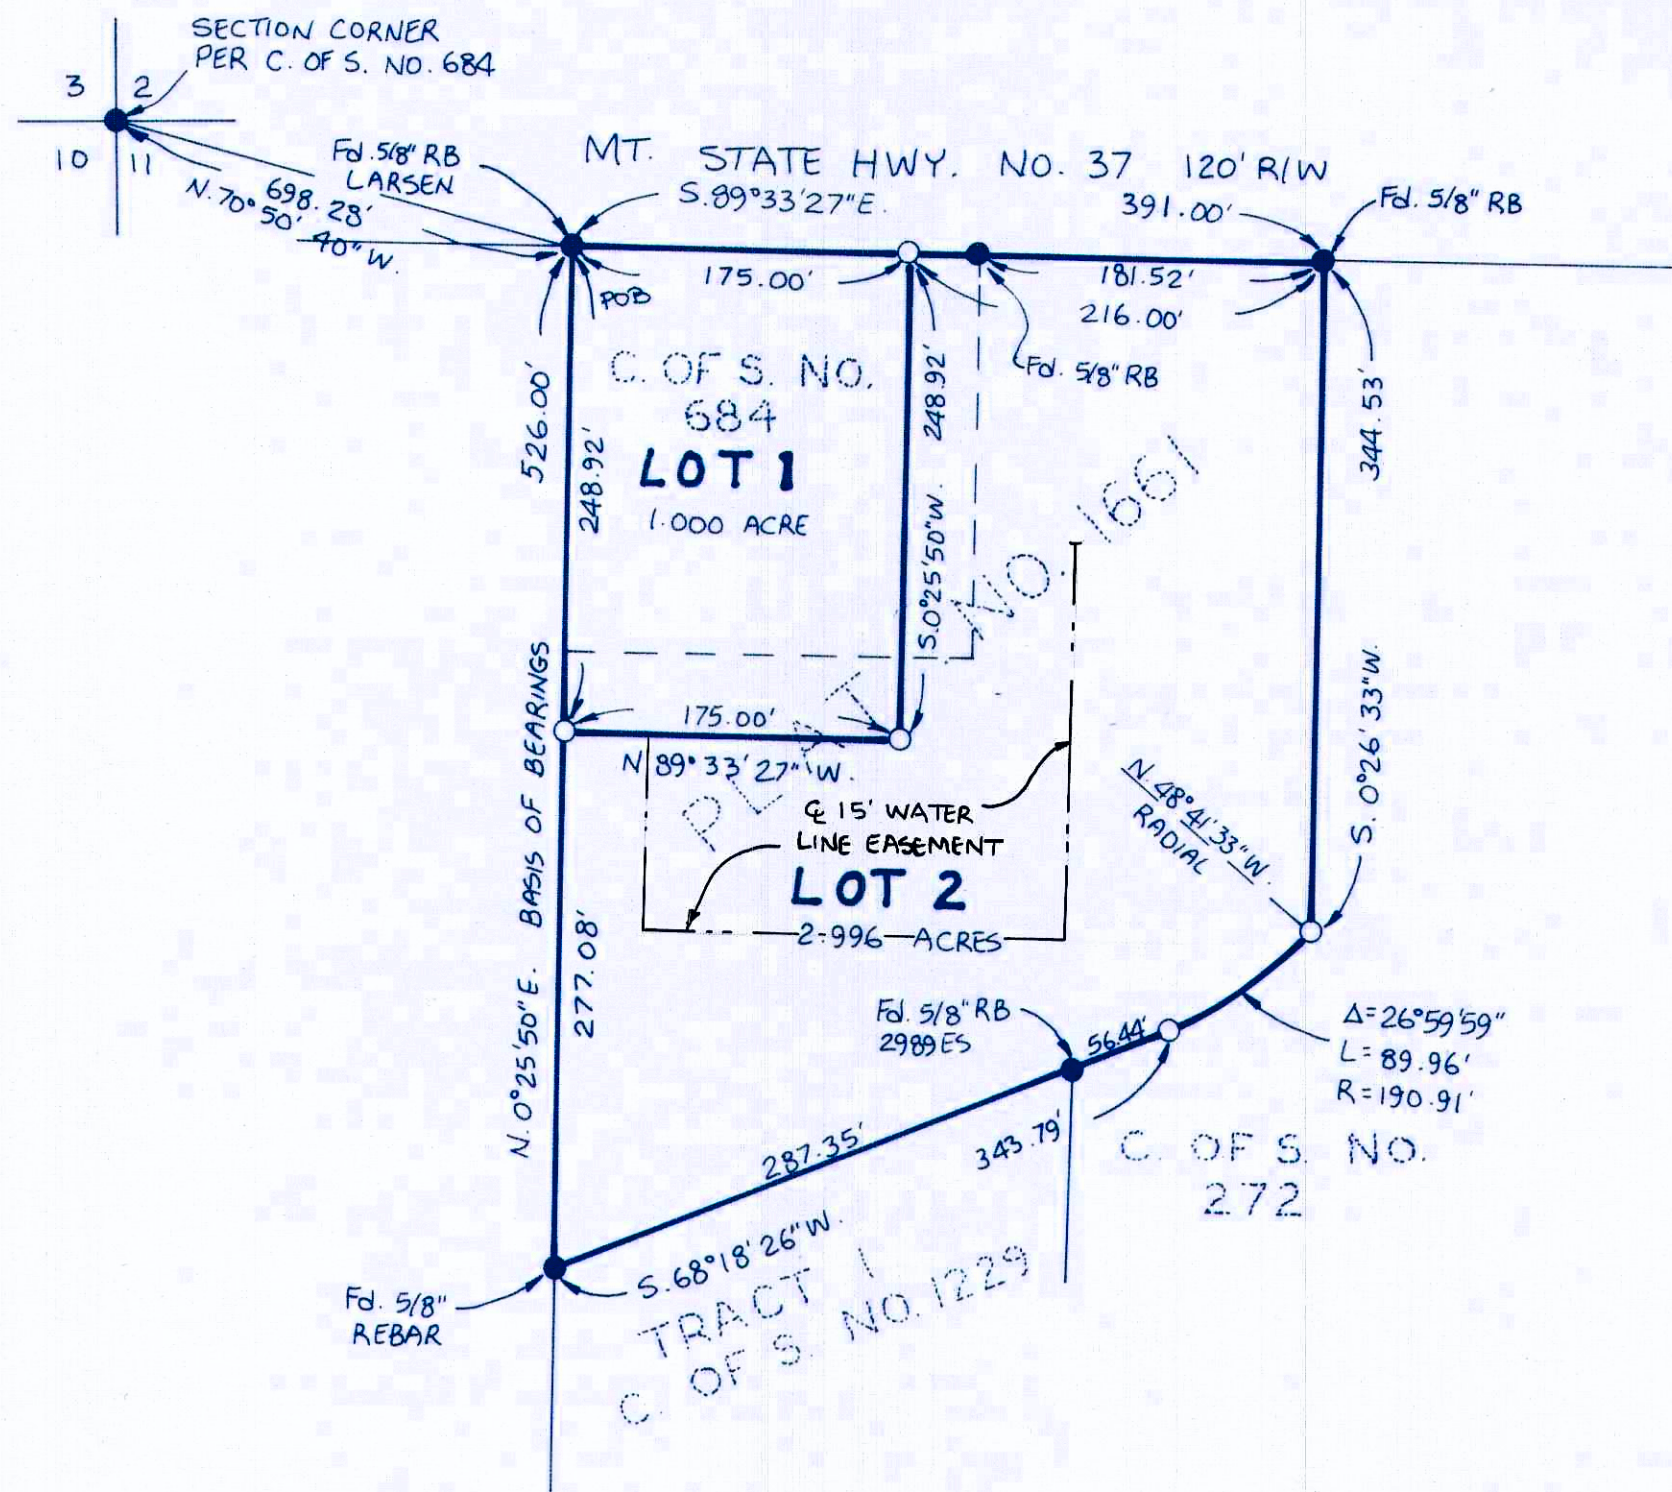 SECTION CORNER
PER C. OF S. NO. 684
3 2
10 11
N. 70° 50' 40" W.
698.28'
Fd. 5/8" RB
LARSEN
MT. STATE HWY. NO. 37 120' R/W
S. 89° 33' 27" E.
391.00'
Fd. 5/8" RB
175.00'
181.52'
216.00'
POB
Fd. 5/8" RB
526.00'
248.92'
C. OF S. NO.
684
LOT 1
1.000 ACRE
248.92'
S. 0° 25' 50" W.
344.53'
S. 0° 26' 33" W.
PLAT NO. 1661
175.00'
N 89° 33' 27" W.
N. 0° 25' 50" E. BASIS OF BEARINGS
277.08'
℄ 15' WATER
LINE EASEMENT
LOT 2
2.996 ACRES
N. 48° 41' 33" W.
RADIAL
Fd. 5/8" RB
2989 ES
56.44'
Δ = 26° 59' 59"
L = 89.96'
R = 190.91'
287.35'
343.79'
C. OF S. NO.
272
S. 68° 18' 26" W.
TRACT 1
C. OF S. NO. 1229
Fd. 5/8"
REBAR